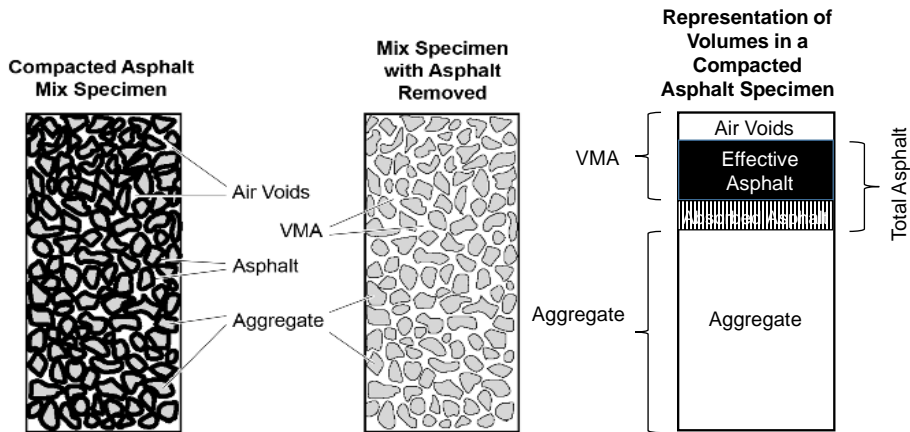 Compacted Asphalt
Mix Specimen
Mix Specimen
with Asphalt
Removed
Representation of
Volumes in a
Compacted
Asphalt Specimen
Air Voids
VMA
Asphalt
Aggregate
VMA
Aggregate
Air Voids
Effective
Asphalt
Absorbed Asphalt
Aggregate
Total Asphalt